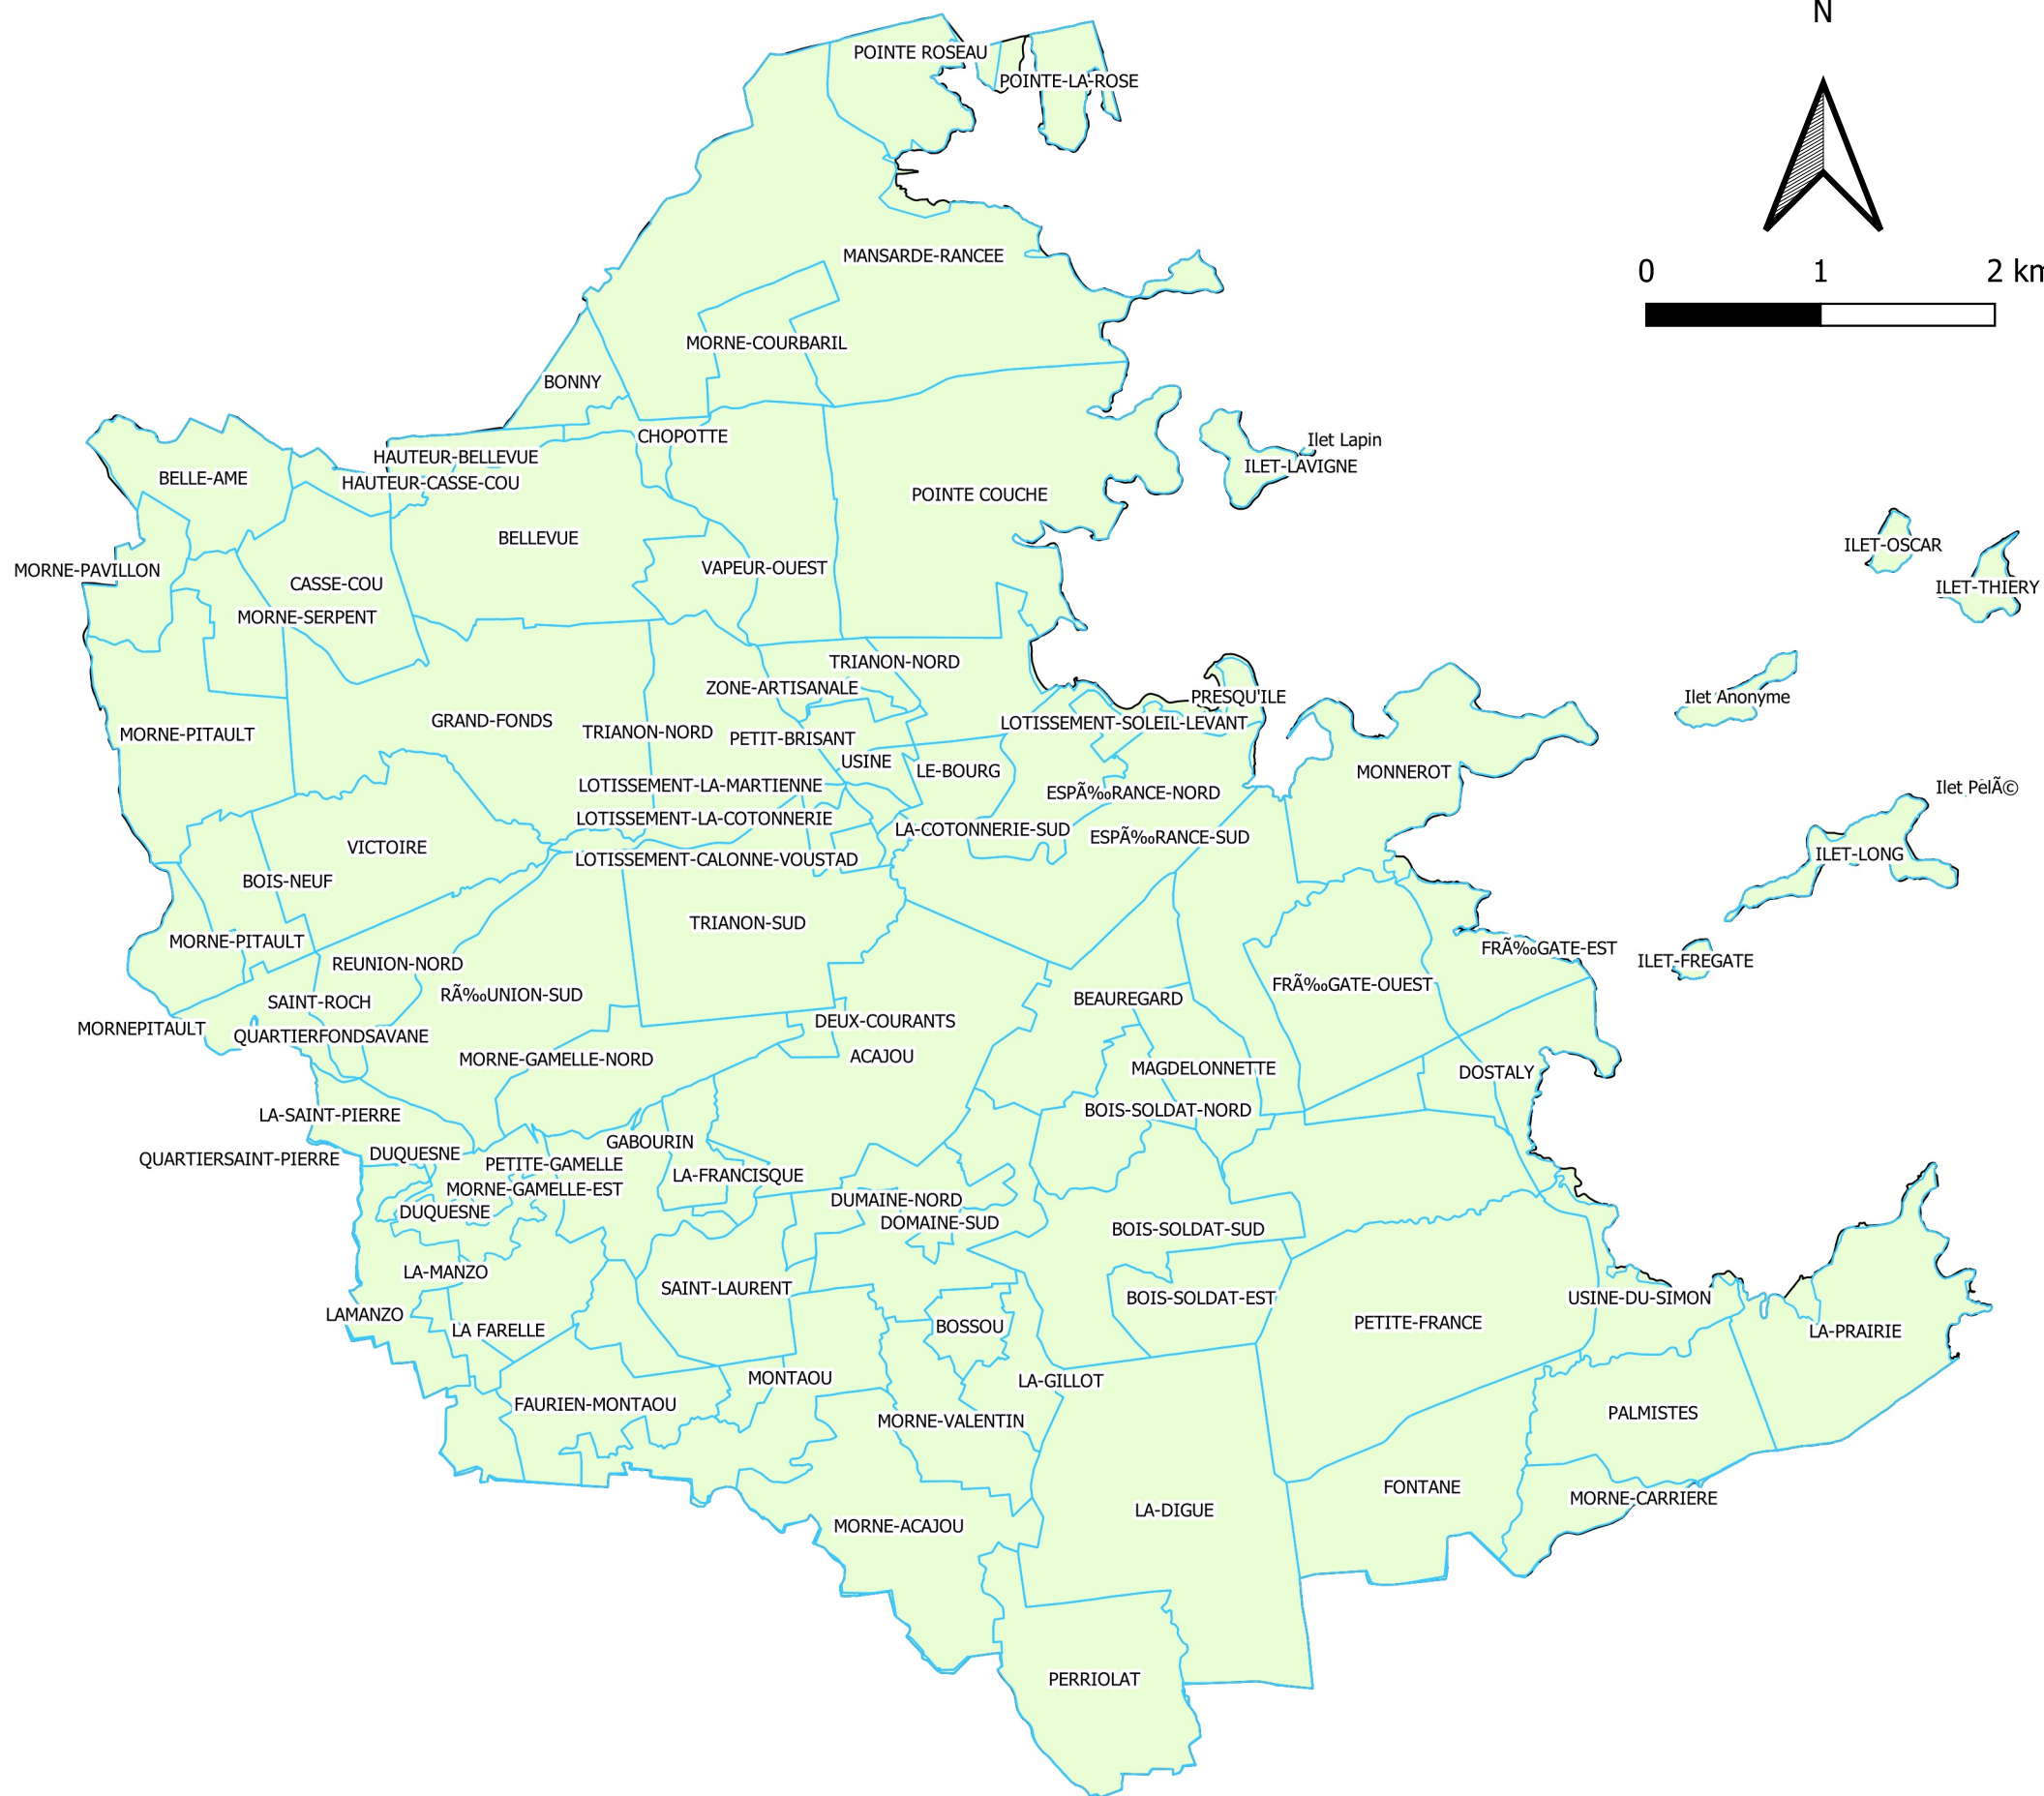 N
POINTE ROSEAU
POINTE-LA-ROSE
MANSARDE-RANCEE
0 1 2 km
MORNE-COURBARIL
BONNY
CHOPOTTE
Ilet Lapin
HAUTEUR-BELLEVUE
ILET-LAVIGNE
BELLE-AME
HAUTEUR-CASSE-COU
POINTE COUCHE
BELLEVUE
ILET-OSCAR
MORNE-PAVILLON
VAPEUR-OUEST
CASSE-COU
ILET-THIERY
MORNE-SERPENT
TRIANON-NORD
ZONE-ARTISANALE
PRESQU'ILE
Ilet Anonyme
GRAND-FONDS
LOTISSEMENT-SOLEIL-LEVANT
MORNE-PITAULT
TRIANON-NORD
PETIT-BRISANT
USINE
LE-BOURG
MONNEROT
LOTISSEMENT-LA-MARTIENNE
ESPÃ‰RANCE-NORD
Ilet PelÃ©
LOTISSEMENT-LA-COTONNERIE
LA-COTONNERIE-SUD
ESPÃ‰RANCE-SUD
VICTOIRE
LOTISSEMENT-CALONNE-VOUSTAD
ILET-LONG
BOIS-NEUF
TRIANON-SUD
MORNE-PITAULT
FRÃ‰GATE-EST
REUNION-NORD
ILET-FREGATE
FRÃ‰GATE-OUEST
RÃ‰UNION-SUD
SAINT-ROCH
BEAUREGARD
DEUX-COURANTS
MORNEPITAULT
QUARTIERFONDSAVANE
MORNE-GAMELLE-NORD
ACAJOU
MAGDELONNETTE
DOSTALY
LA-SAINT-PIERRE
BOIS-SOLDAT-NORD
GABOURIN
DUQUESNE
QUARTIERSAINT-PIERRE
PETITE-GAMELLE
LA-FRANCISQUE
MORNE-GAMELLE-EST
DUMAINE-NORD
DUQUESNE
DOMAINE-SUD
BOIS-SOLDAT-SUD
LA-MANZO
SAINT-LAURENT
BOIS-SOLDAT-EST
USINE-DU-SIMON
LAMANZO
LA FARELLE
BOSSOU
PETITE-FRANCE
LA-PRAIRIE
MONTAOU
LA-GILLOT
FAURIEN-MONTAOU
MORNE-VALENTIN
PALMISTES
FONTANE
MORNE-CARRIERE
LA-DIGUE
MORNE-ACAJOU
PERRIOLAT